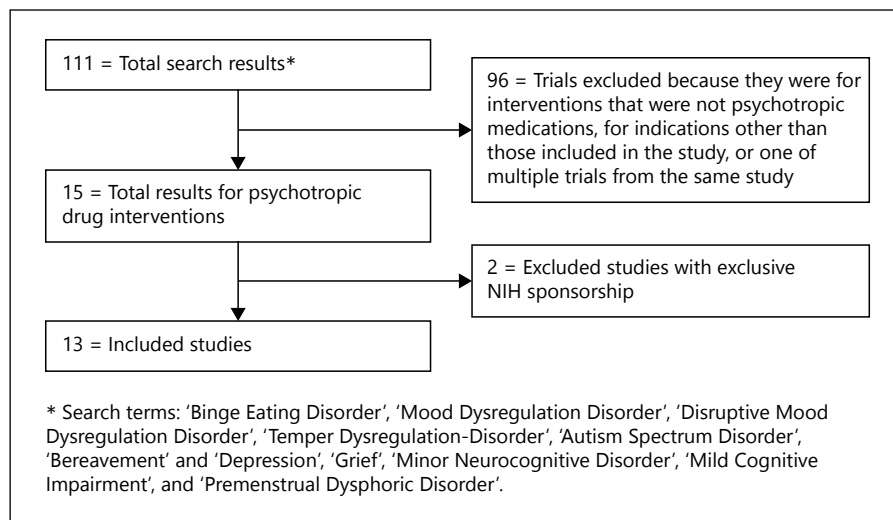 111 = Total search results*
96 = Trials excluded because they were for
interventions that were not psychotropic
medications, for indications other than
those included in the study, or one of
multiple trials from the same study
15 = Total results for psychotropic
drug interventions
2 = Excluded studies with exclusive
NIH sponsorship
13 = Included studies
* Search terms: ‘Binge Eating Disorder’, ‘Mood Dysregulation Disorder’, ‘Disruptive Mood
Dysregulation Disorder’, ‘Temper Dysregulation-Disorder’, ‘Autism Spectrum Disorder’,
‘Bereavement’ and ‘Depression’, ‘Grief’, ‘Minor Neurocognitive Disorder’, ‘Mild Cognitive
Impairment’, and ‘Premenstrual Dysphoric Disorder’.